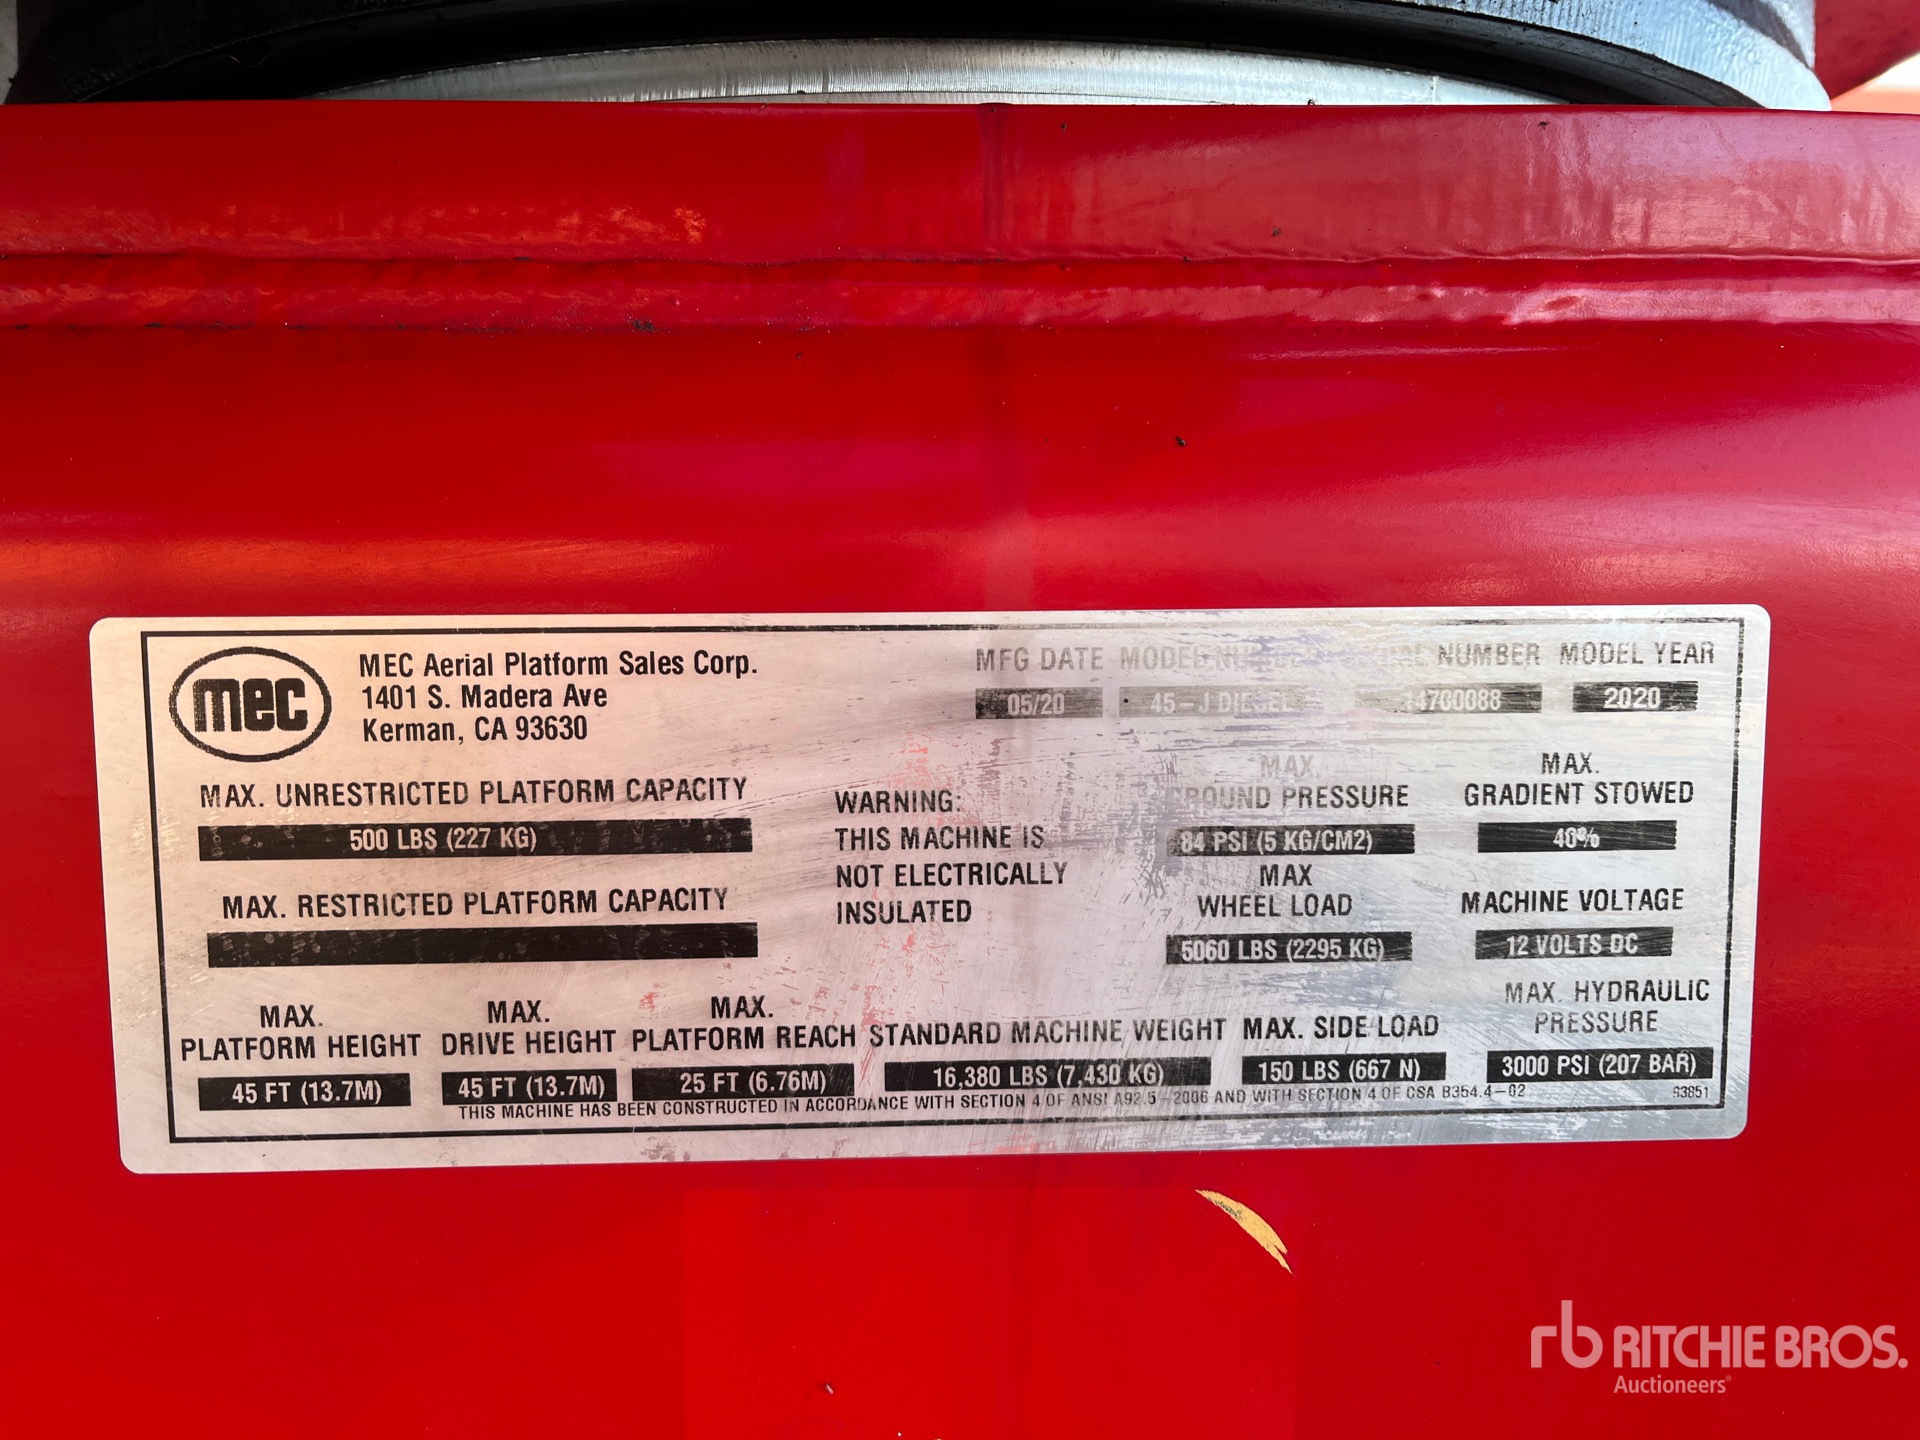 mec
MEC Aerial Platform Sales Corp.
1401 S. Madera Ave
Kerman, CA 93630
MFG DATE MODEL NUMBER NUMBER MODEL YEAR
05/20 45-J DIESEL 14700088 2020
MAX. UNRESTRICTED PLATFORM CAPACITY
500 LBS (227 KG)
MAX. RESTRICTED PLATFORM CAPACITY
WARNING:
THIS MACHINE IS
NOT ELECTRICALLY
INSULATED
MAX.
GROUND PRESSURE
84 PSI (5 KG/CM2)
MAX
WHEEL LOAD
5060 LBS (2295 KG)
MAX.
GRADIENT STOWED
40%
MACHINE VOLTAGE
12 VOLTS DC
MAX. HYDRAULIC
PRESSURE
3000 PSI (207 BAR)
MAX.
PLATFORM HEIGHT
45 FT (13.7M)
MAX.
DRIVE HEIGHT
45 FT (13.7M)
MAX.
PLATFORM REACH
25 FT (6.76M)
STANDARD MACHINE WEIGHT
16,380 LBS (7,430 KG)
MAX. SIDE LOAD
150 LBS (667 N)
THIS MACHINE HAS BEEN CONSTRUCTED IN ACCORDANCE WITH SECTION 4 OF ANSI A92.5-2006 AND WITH SECTION 4 OF CSA B354.4-02
93851
rb RITCHIE BROS.
Auctioneers®